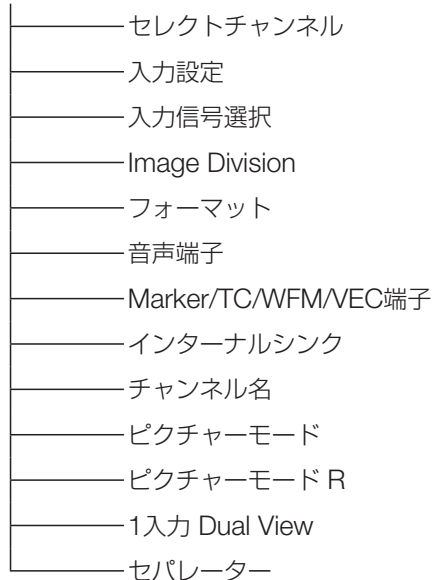 セレクトチャンネル
入力設定
入力信号選択
Image Division
フォーマット
音声端子
Marker/TC/WFM/VEC端子
インターナルシンク
チャンネル名
ピクチャーモード
ピクチャーモード R
1入力 Dual View
セパレーター